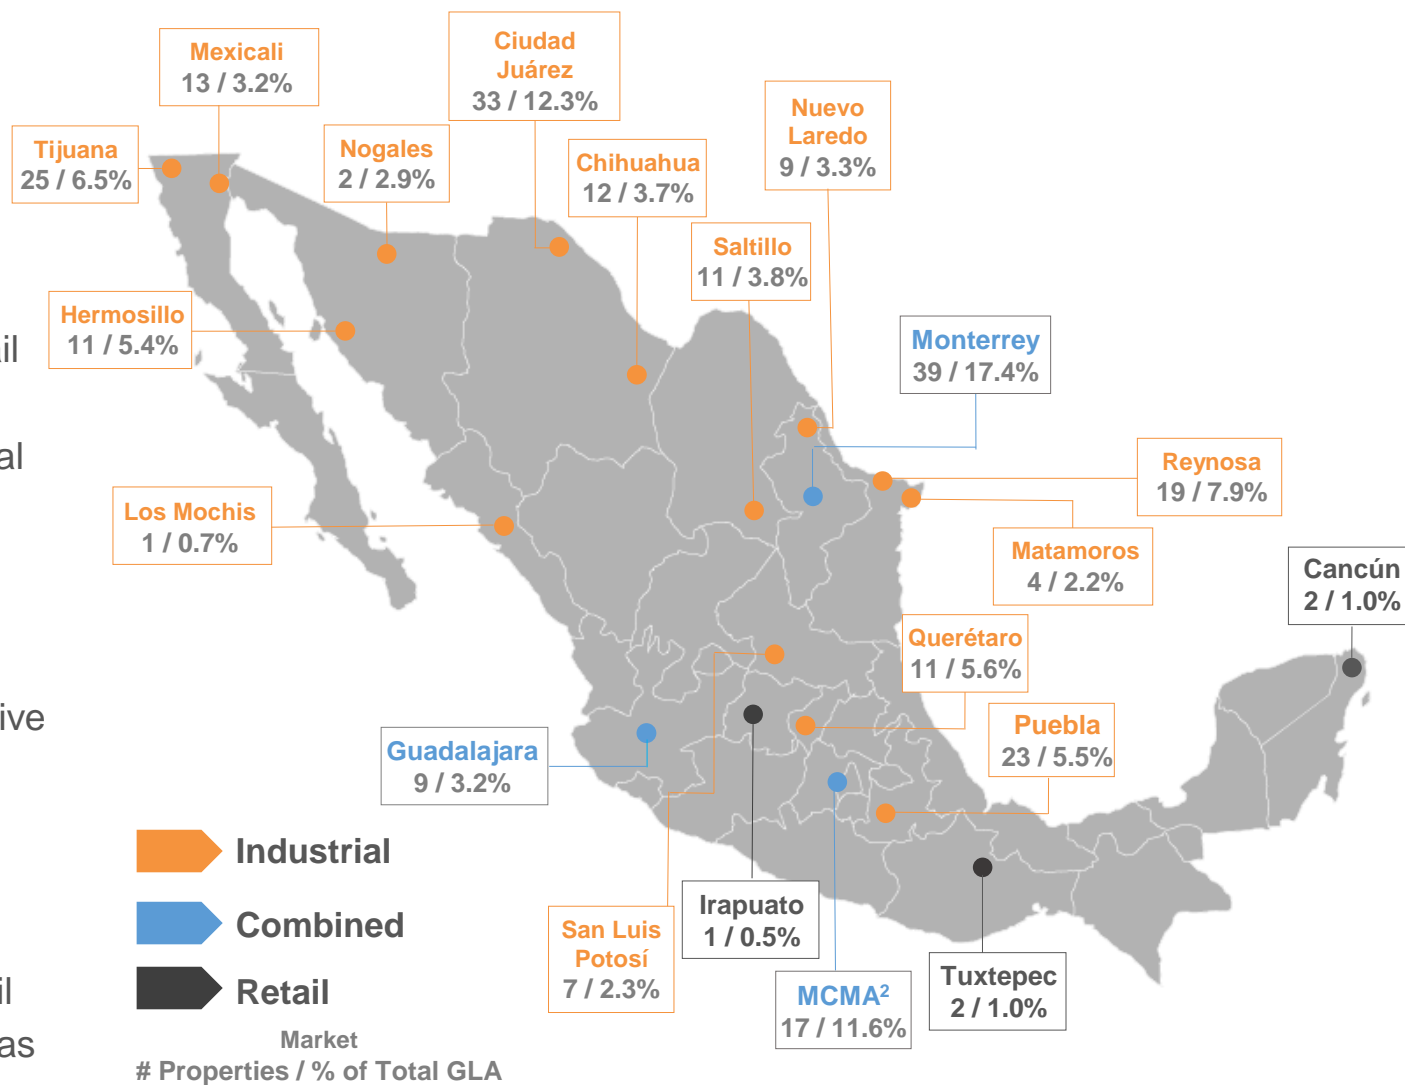 Mexicali
13 / 3.2%
Ciudad
Juárez
33 / 12.3%
Nuevo
Laredo
9 / 3.3%
Tijuana
25 / 6.5%
Nogales
2 / 2.9%
Chihuahua
12 / 3.7%
Saltillo
11 / 3.8%
Hermosillo
11 / 5.4%
Monterrey
39 / 17.4%
Reynosa
19 / 7.9%
Los Mochis
1 / 0.7%
Matamoros
4 / 2.2%
Cancún
2 / 1.0%
Querétaro
11 / 5.6%
Puebla
23 / 5.5%
Guadalajara
9 / 3.2%
Irapuato
1 / 0.5%
San Luis
Potosí
7 / 2.3%
MCMA²
17 / 11.6%
Tuxtepec
2 / 1.0%
Industrial
Combined
Retail
Market
# Properties / % of Total GLA